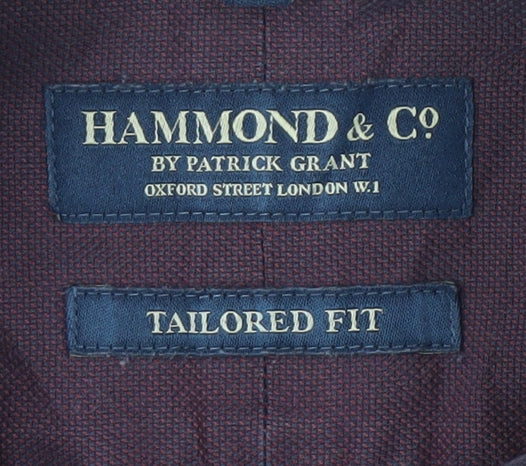 HAMMOND & Cº
BY PATRICK GRANT
OXFORD STREET LONDON W.1
TAILORED FIT